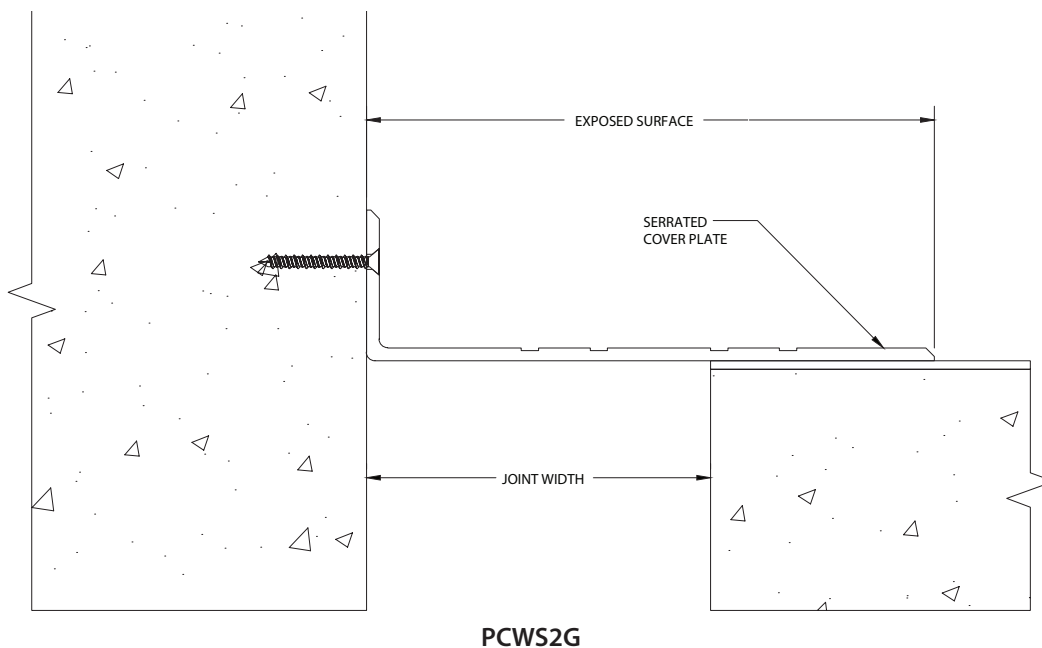 EXPOSED SURFACE
SERRATED
COVER PLATE
JOINT WIDTH
PCWS2G